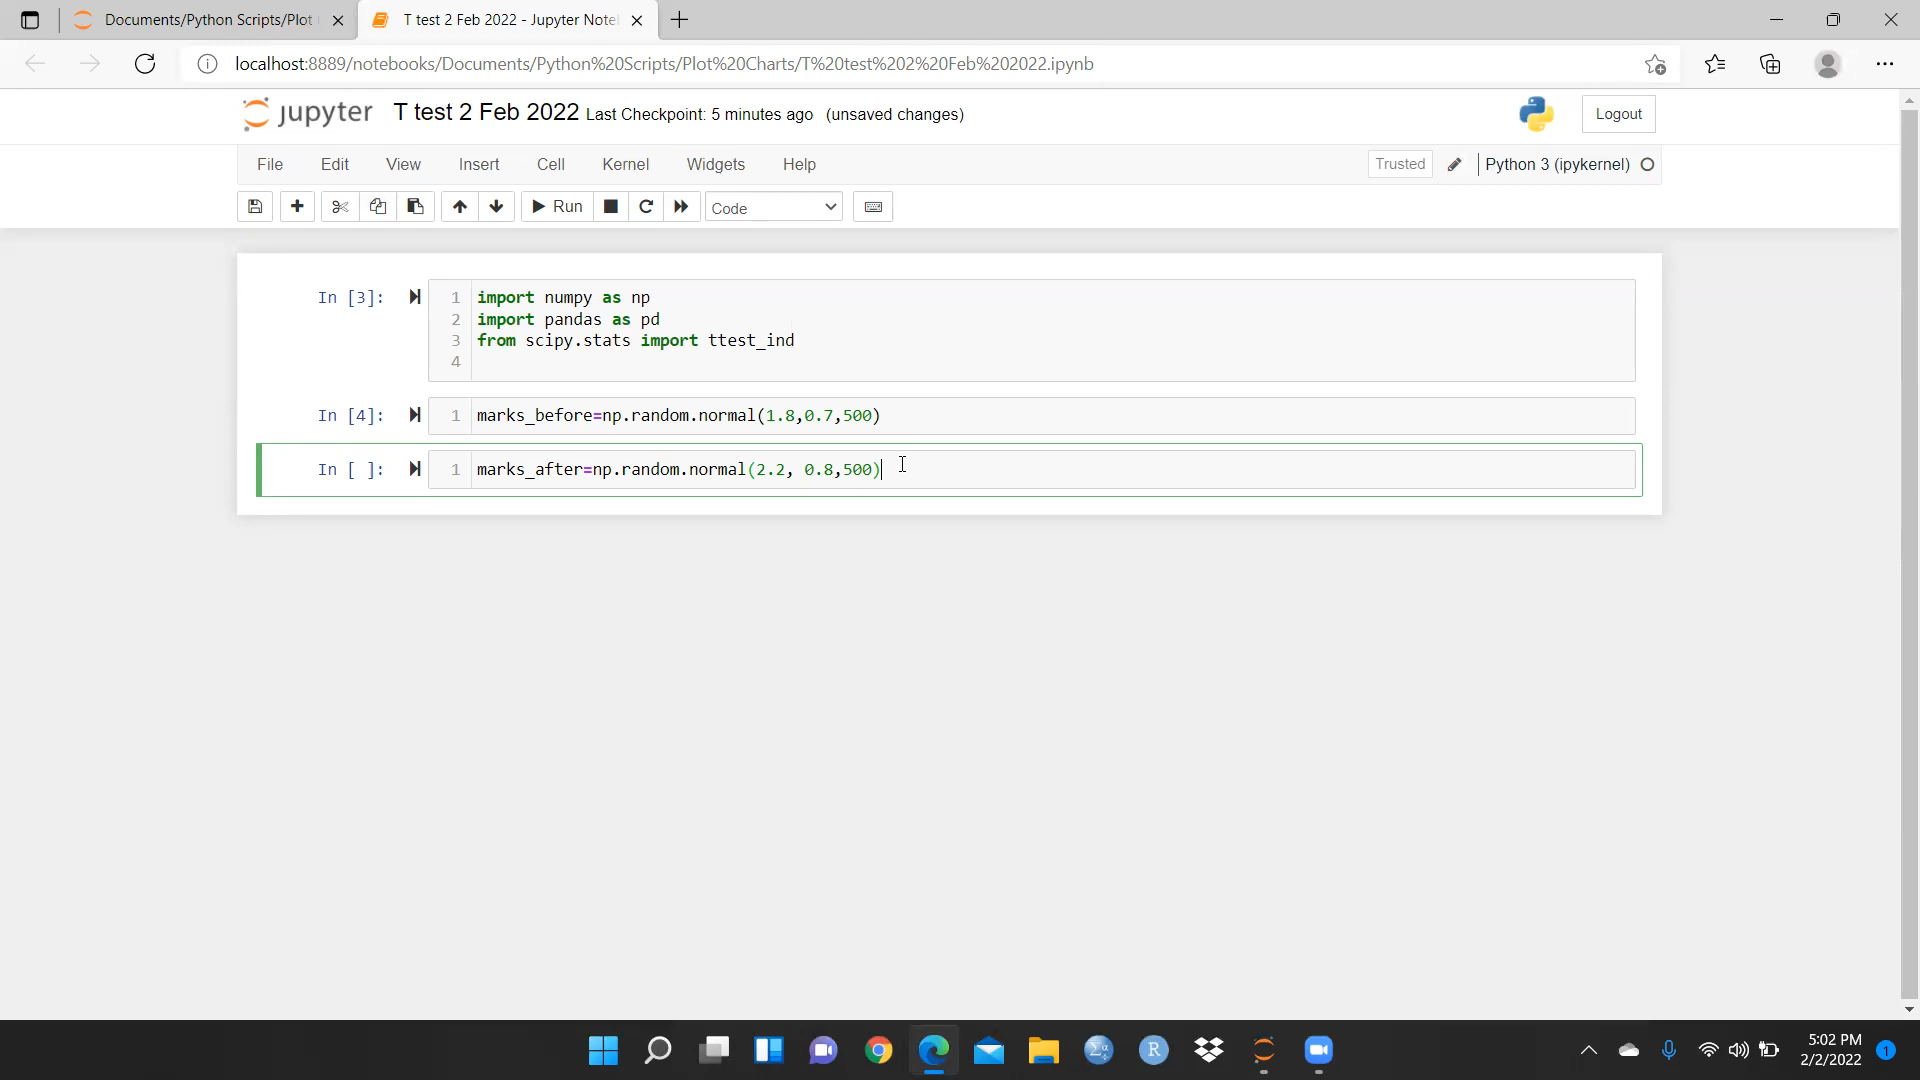 Documents/Python Scripts/Plot
T test 2 Feb 2022 - Jupyter Note
localhost:8889/notebooks/Documents/Python%20Scripts/Plot%20Charts/T%20test%202%20Feb%202022.ipynb
jupyter T test 2 Feb 2022 Last Checkpoint: 5 minutes ago (unsaved changes)
Logout
File Edit View Insert Cell Kernel Widgets Help
Trusted Python 3 (ipykernel)
Run Code
In [3]:
1 import numpy as np
2 import pandas as pd
3 from scipy.stats import ttest_ind
4
In [4]: 1 marks_before=np.random.normal(1.8,0.7,500)
In [ ]: 1 marks_after=np.random.normal(2.2, 0.8,500)
Σα
R
5:02 PM
2/2/2022
1